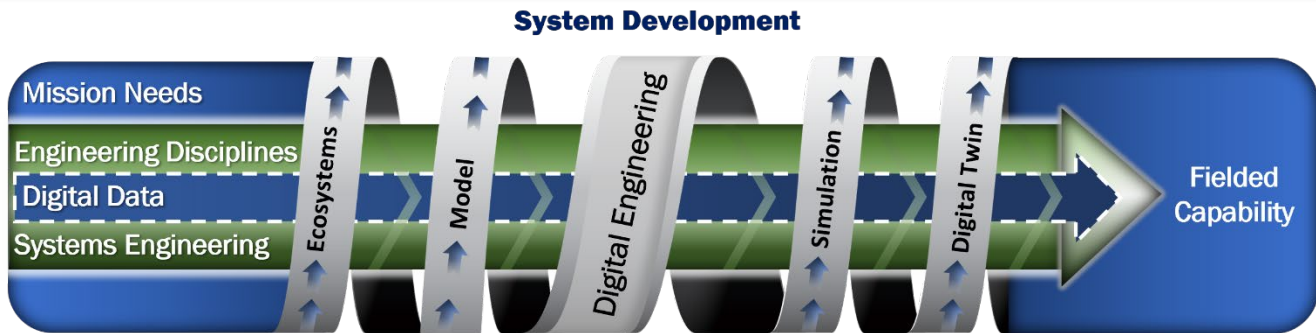 System Development
Mission Needs
Engineering Disciplines
Digital Data
Systems Engineering
Ecosystems
Model
Digital Engineering
Simulation
Digital Twin
Fielded
Capability